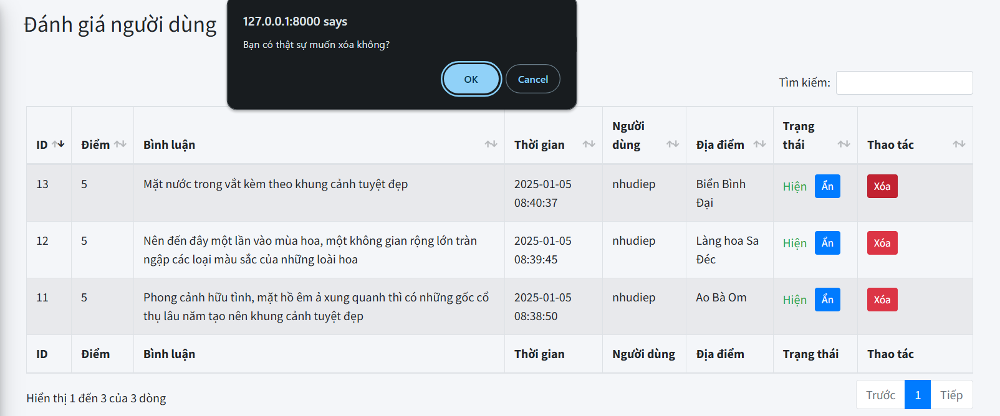 Đánh giá người dùng
127.0.0.1:8000 says
Bạn có thật sự muốn xóa không?
OK Cancel
Tìm kiếm:
ID Điểm Bình luận Thời gian Người dùng Địa điểm Trạng thái Thao tác
13 5 Mặt nước trong vắt kèm theo khung cảnh tuyệt đẹp 2025-01-05 nhudiep Biển Bình Hiện Ẩn Xóa
08:40:37 Đại
12 5 Nên đến đây một lần vào mùa hoa, một không gian rộng lớn tràn 2025-01-05 nhudiep Làng hoa Sa Hiện Ẩn Xóa
ngập các loại màu sắc của những loài hoa 08:39:45 Đéc
11 5 Phong cảnh hữu tình, mặt hồ êm ả xung quanh thì có những gốc cổ 2025-01-05 nhudiep Ao Bà Om Hiện Ẩn Xóa
thụ lâu năm tạo nên khung cảnh tuyệt đẹp 08:38:50
ID Điểm Bình luận Thời gian Người dùng Địa điểm Trạng thái Thao tác
Hiển thị 1 đến 3 của 3 dòng
Trước 1 Tiếp